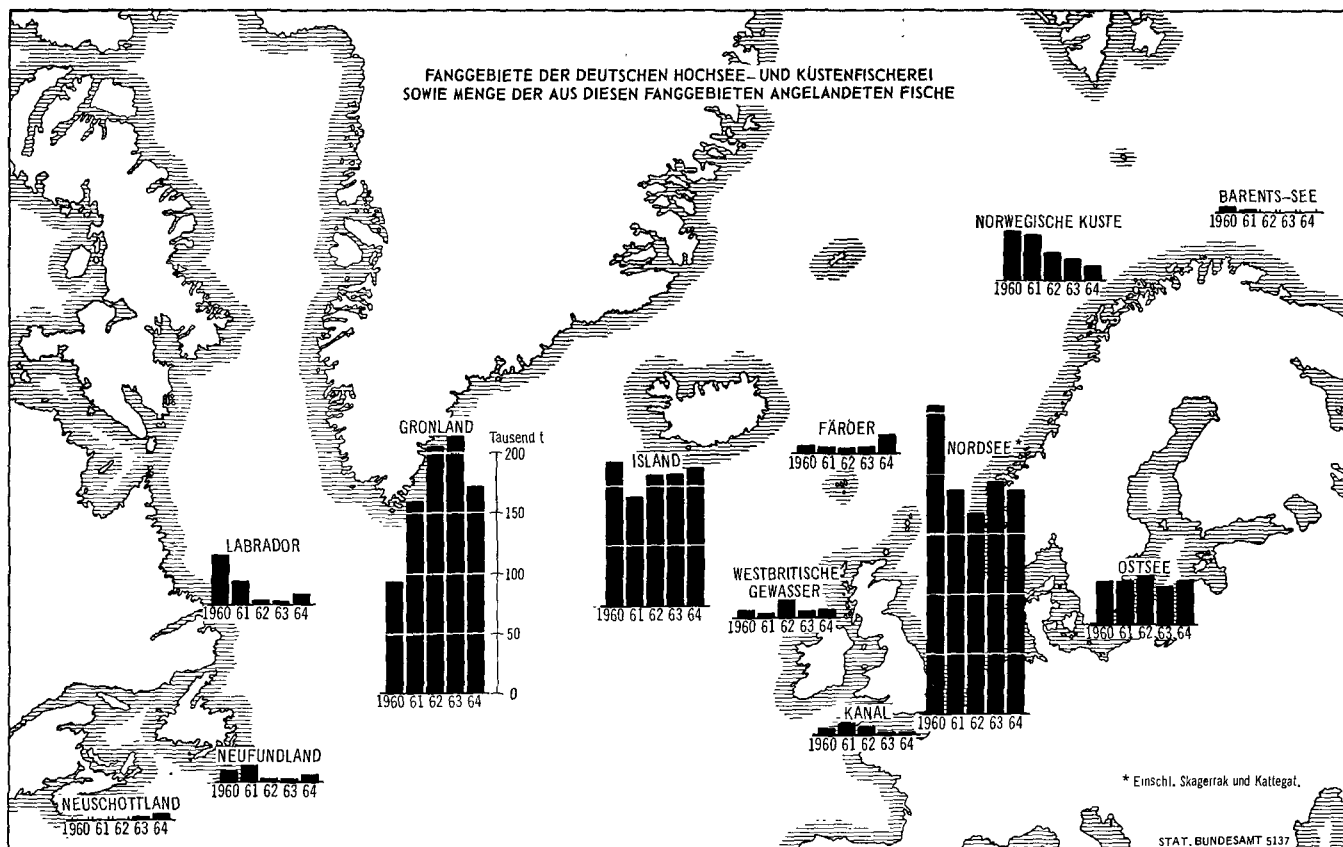 FANGGEBIETE DER DEUTSCHEN HOCHSEE- UND KÜSTENFISCHEREI
SOWIE MENGE DER AUS DIESEN FANGGEBIETEN ANGELANDETEN FISCHE
BARENTS-SEE
1960 61 62 63 64
NORWEGISCHE KÜSTE
1960 61 62 63 64
GRÖNLAND
Tausend t
200
150
100
50
0
1960 61 62 63 64
ISLAND
1960 61 62 63 64
FÄRÖER
1960 61 62 63 64
NORDSEE *
1960 61 62 63 64
LABRADOR
1960 61 62 63 64
WESTBRITISCHE
GEWÄSSER
1960 61 62 63 64
OSTSEE
1960 61 62 63 64
KANAL
1960 61 62 63 64
NEUFUNDLAND
1960 61 62 63 64
NEUSCHOTTLAND
1960 61 62 63 64
* Einschl. Skagerrak und Kattegat.
STAT. BUNDESAMT 5137